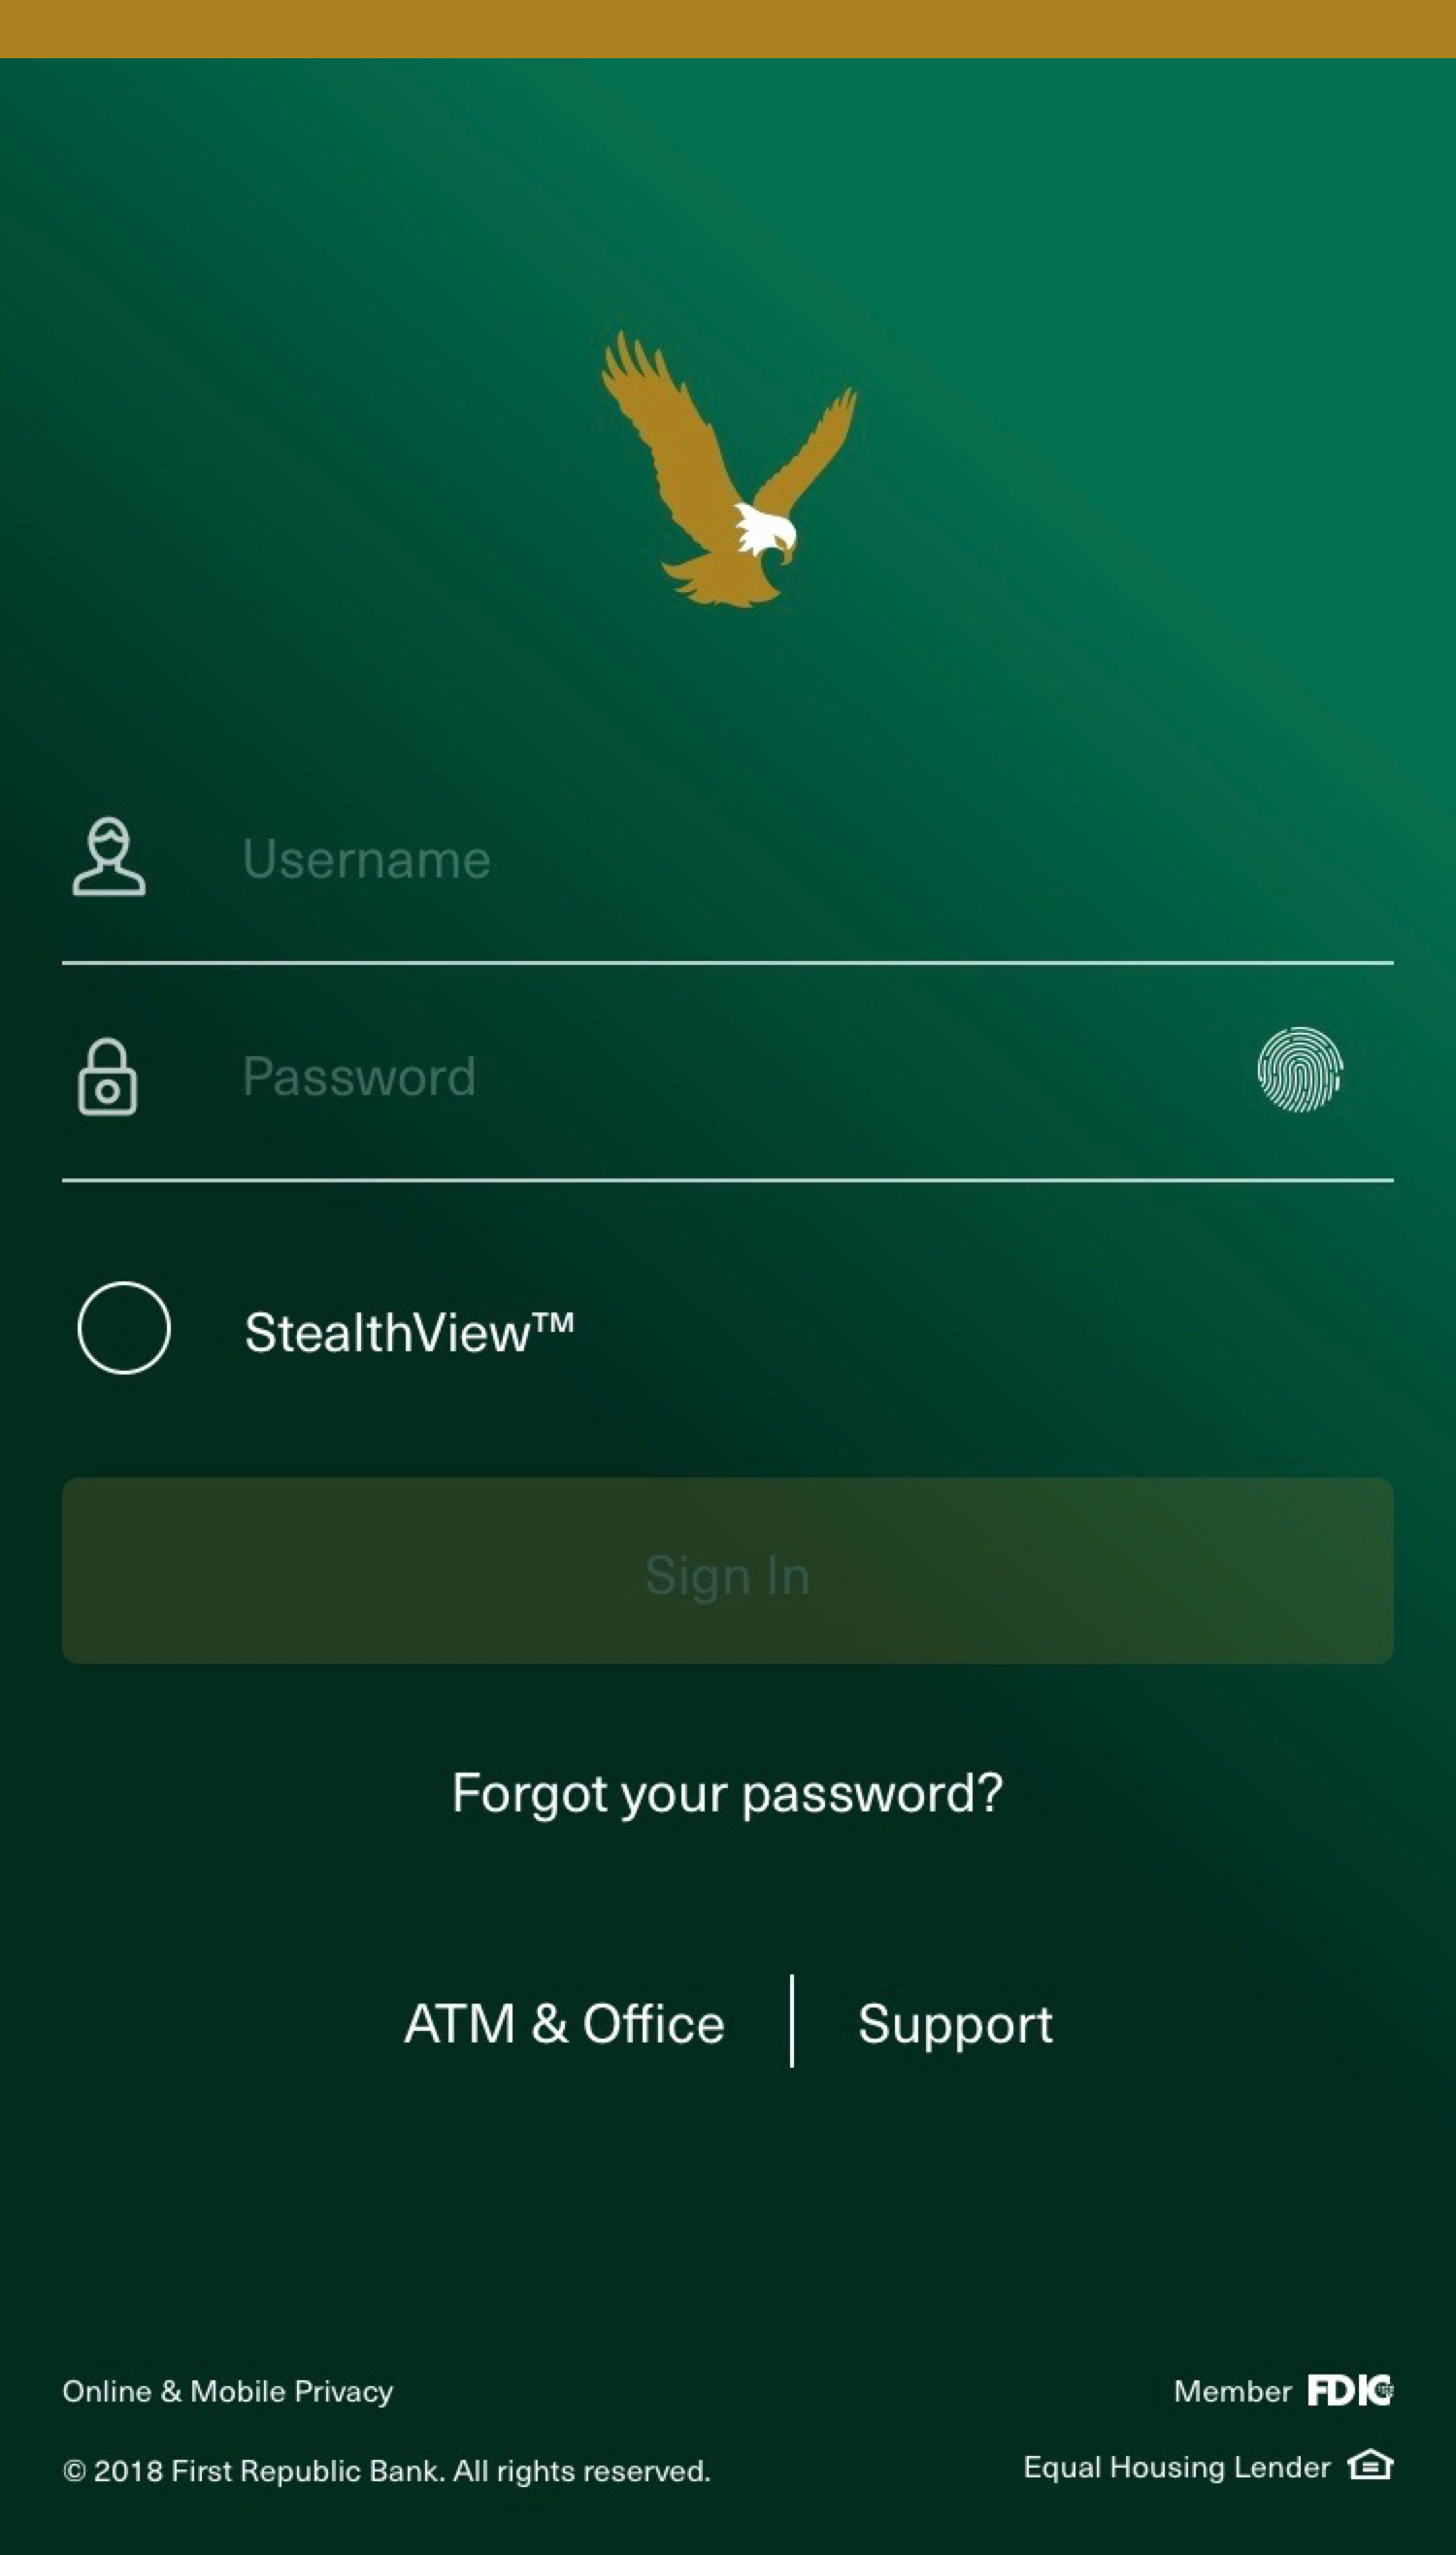 Username
Password
StealthView™
Sign In
Forgot your password?
ATM & Office
Support
Online & Mobile Privacy
Member FDIC
© 2018 First Republic Bank. All rights reserved.
Equal Housing Lender